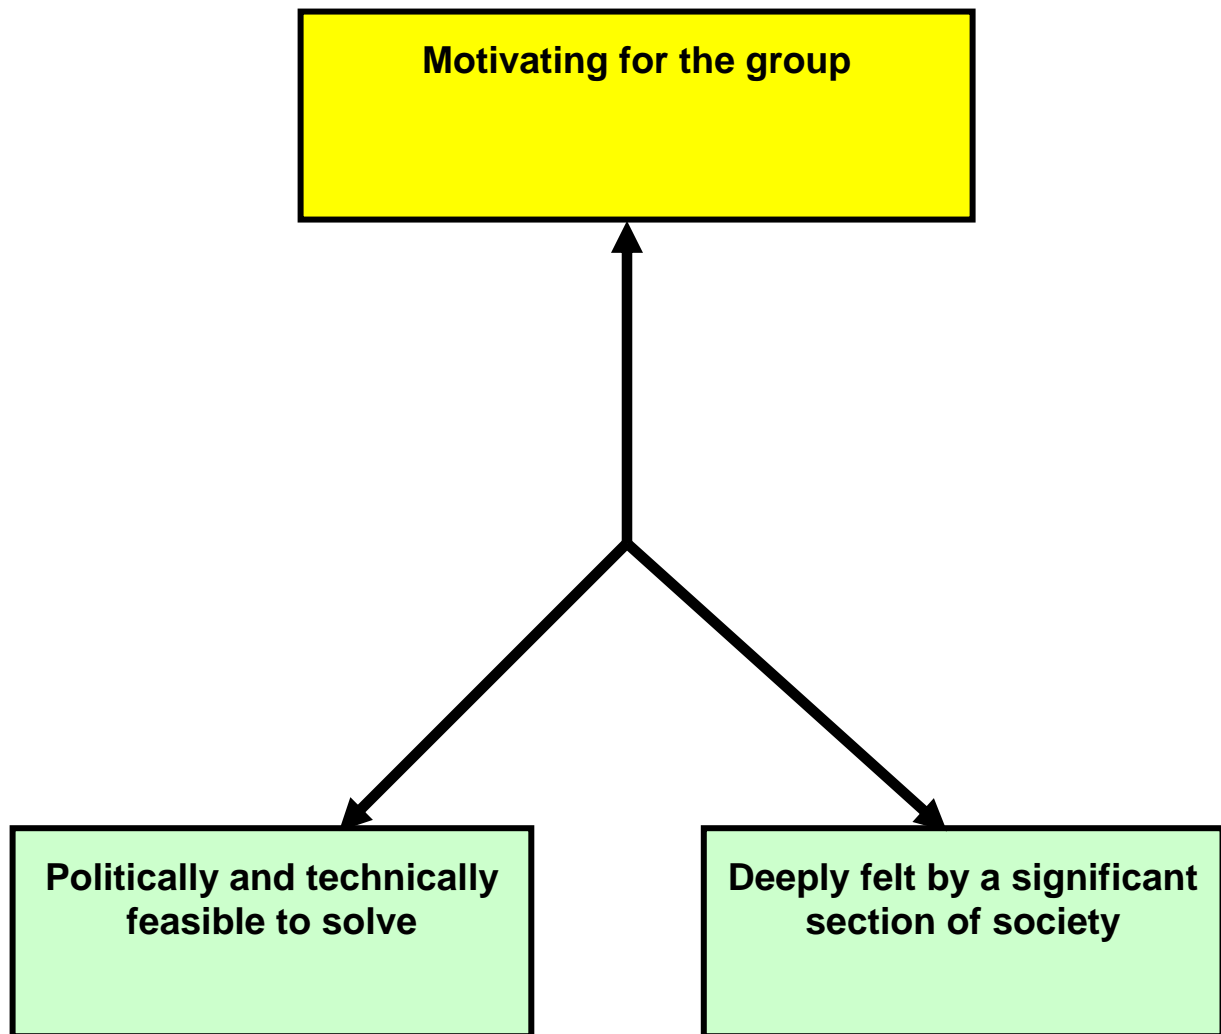 Motivating for the group
Politically and technically
feasible to solve
Deeply felt by a significant
section of society